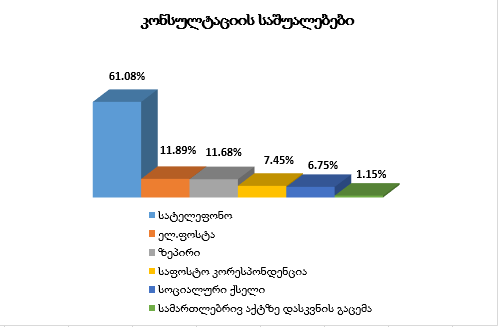 კონსულტაციის საშუალებები
61.08%
11.89%
11.68%
7.45%
6.75%
1.15%
სატელეფონო
ელ.ფოსტა
ზეპირი
საფოსტო კორესპონდენცია
სოციალური ქსელი
სამართლებრივ აქტზე დასკვნის გაცემა